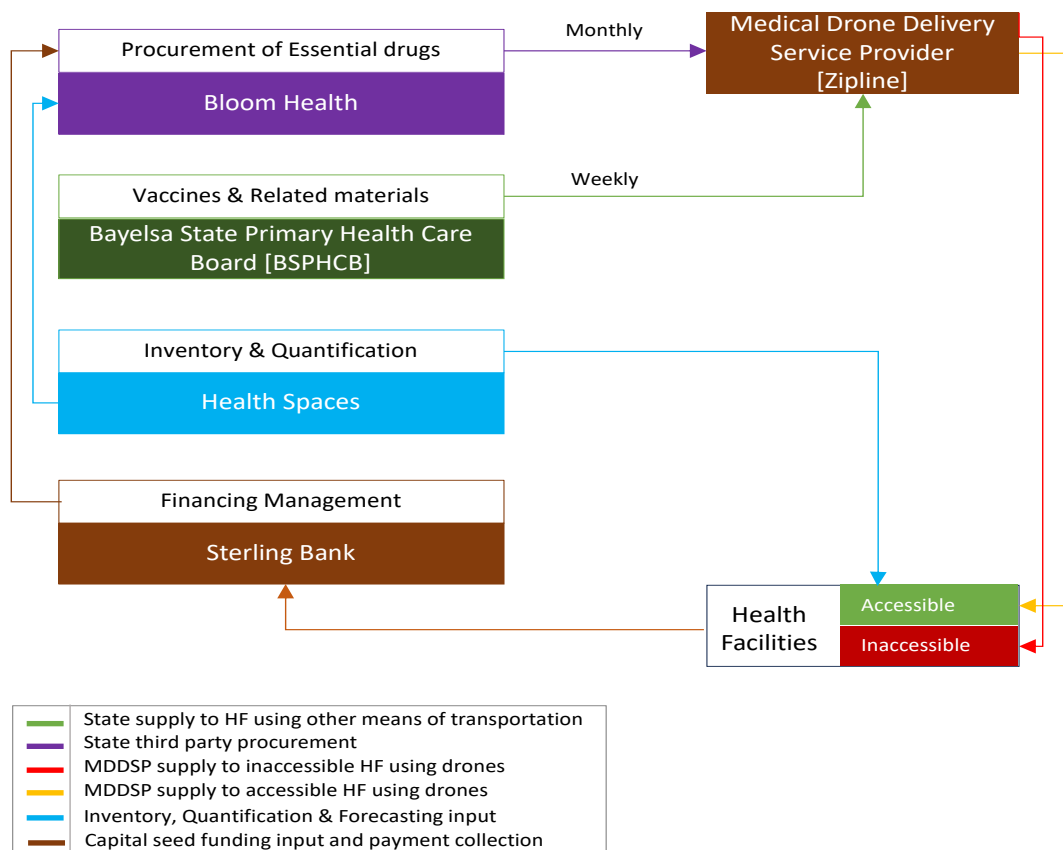 Procurement of Essential drugs
Bloom Health
Monthly
Medical Drone Delivery
Service Provider
[Zipline]
Vaccines & Related materials
Bayelsa State Primary Health Care
Board [BSPHCB]
Weekly
Inventory & Quantification
Health Spaces
Financing Management
Sterling Bank
Health
Facilities
Accessible
Inaccessible
State supply to HF using other means of transportation
State third party procurement
MDDSP supply to inaccessible HF using drones
MDDSP supply to accessible HF using drones
Inventory, Quantification & Forecasting input
Capital seed funding input and payment collection